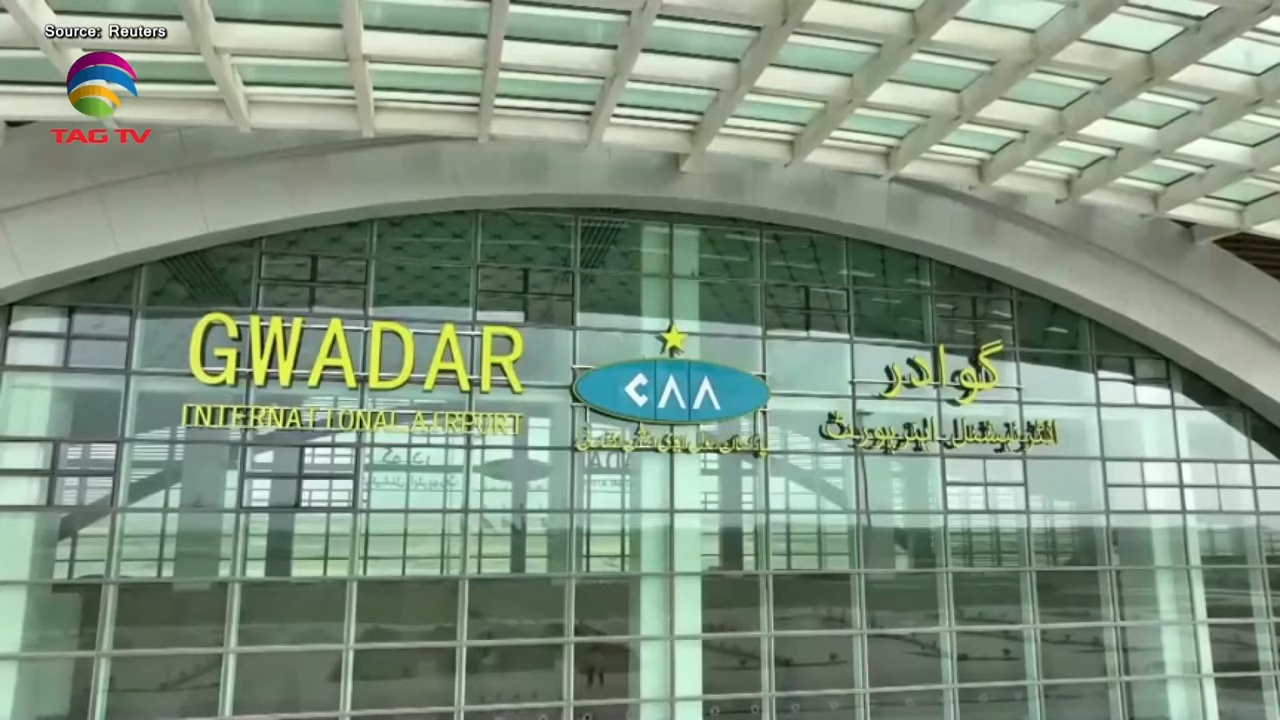 Source: Reuters
TAG TV
GWADAR
INTERNATIONAL AIRPORT
CAA
گوادر
انٹرنیشنل ایئرپورٹ